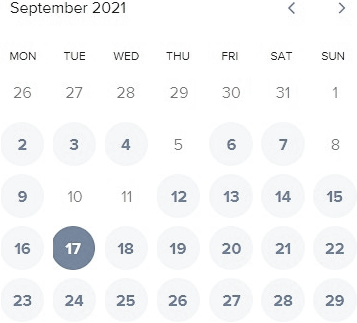 September 2021
MON TUE WED THU FRI SAT SUN
26 27 28 29 30 31 1
2 3 4 5 6 7 8
9 10 11 12 13 14 15
16 17 18 19 20 21 22
23 24 25 26 27 28 29